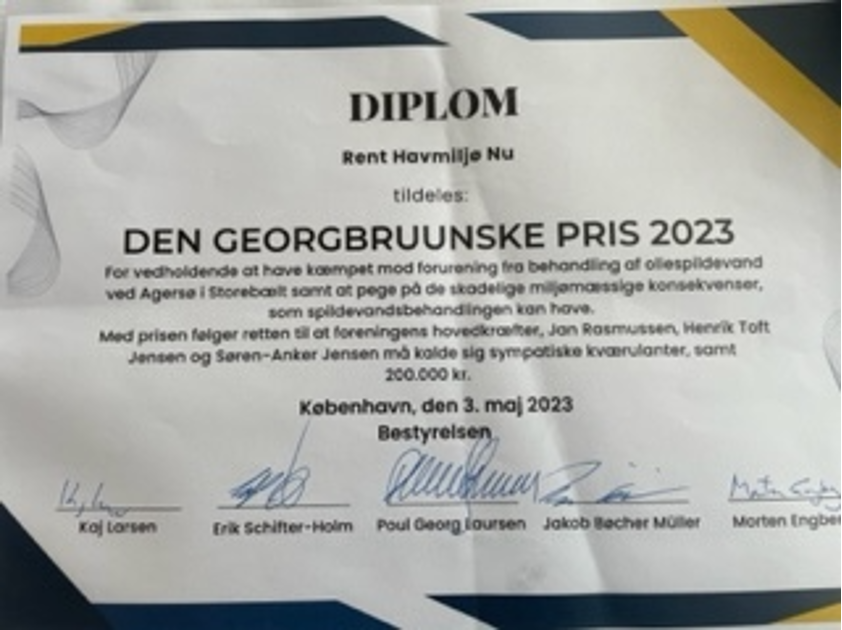 DIPLOM
Rent Havmiljø Nu
tildeles:
DEN GEORGBRUUNSKE PRIS 2023
For vedholdende at have kæmpet mod forurening fra behandling af oliespildevand
ved Agersø i Storebælt samt at pege på de skadelige miljømæssige konsekvenser,
som spildevandsbehandlingen kan have.
Med prisen følger retten til at foreningens hovedkræfter, Jan Rasmussen, Henrik Toft
Jensen og Søren-Anker Jensen må kalde sig sympatiske kværulanter, samt
200.000 kr.
København, den 3. maj 2023
Bestyrelsen
Kaj Larsen Erik Schifter-Holm Poul Georg Laursen Jakob Bøcher Müller Morten Engbe